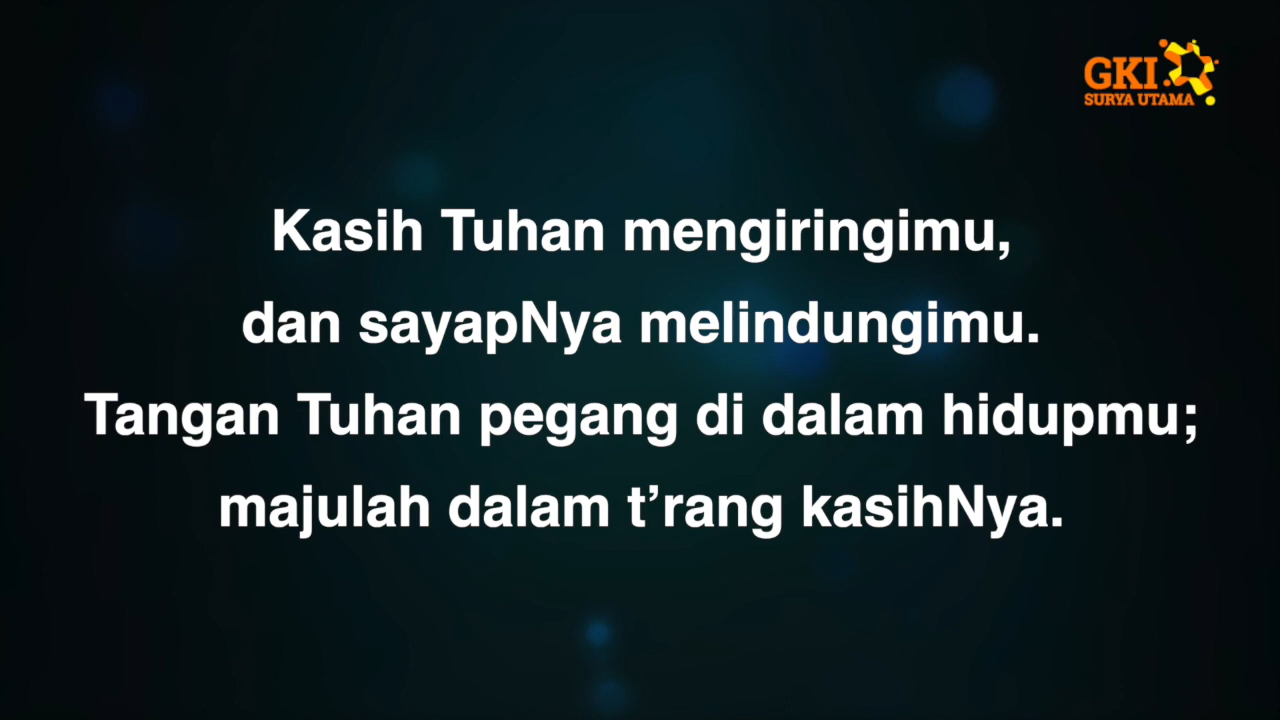 GKI
SURYA UTAMA
Kasih Tuhan mengiringimu,
dan sayapNya melindungimu.
Tangan Tuhan pegang di dalam hidupmu;
majulah dalam t’rang kasihNya.